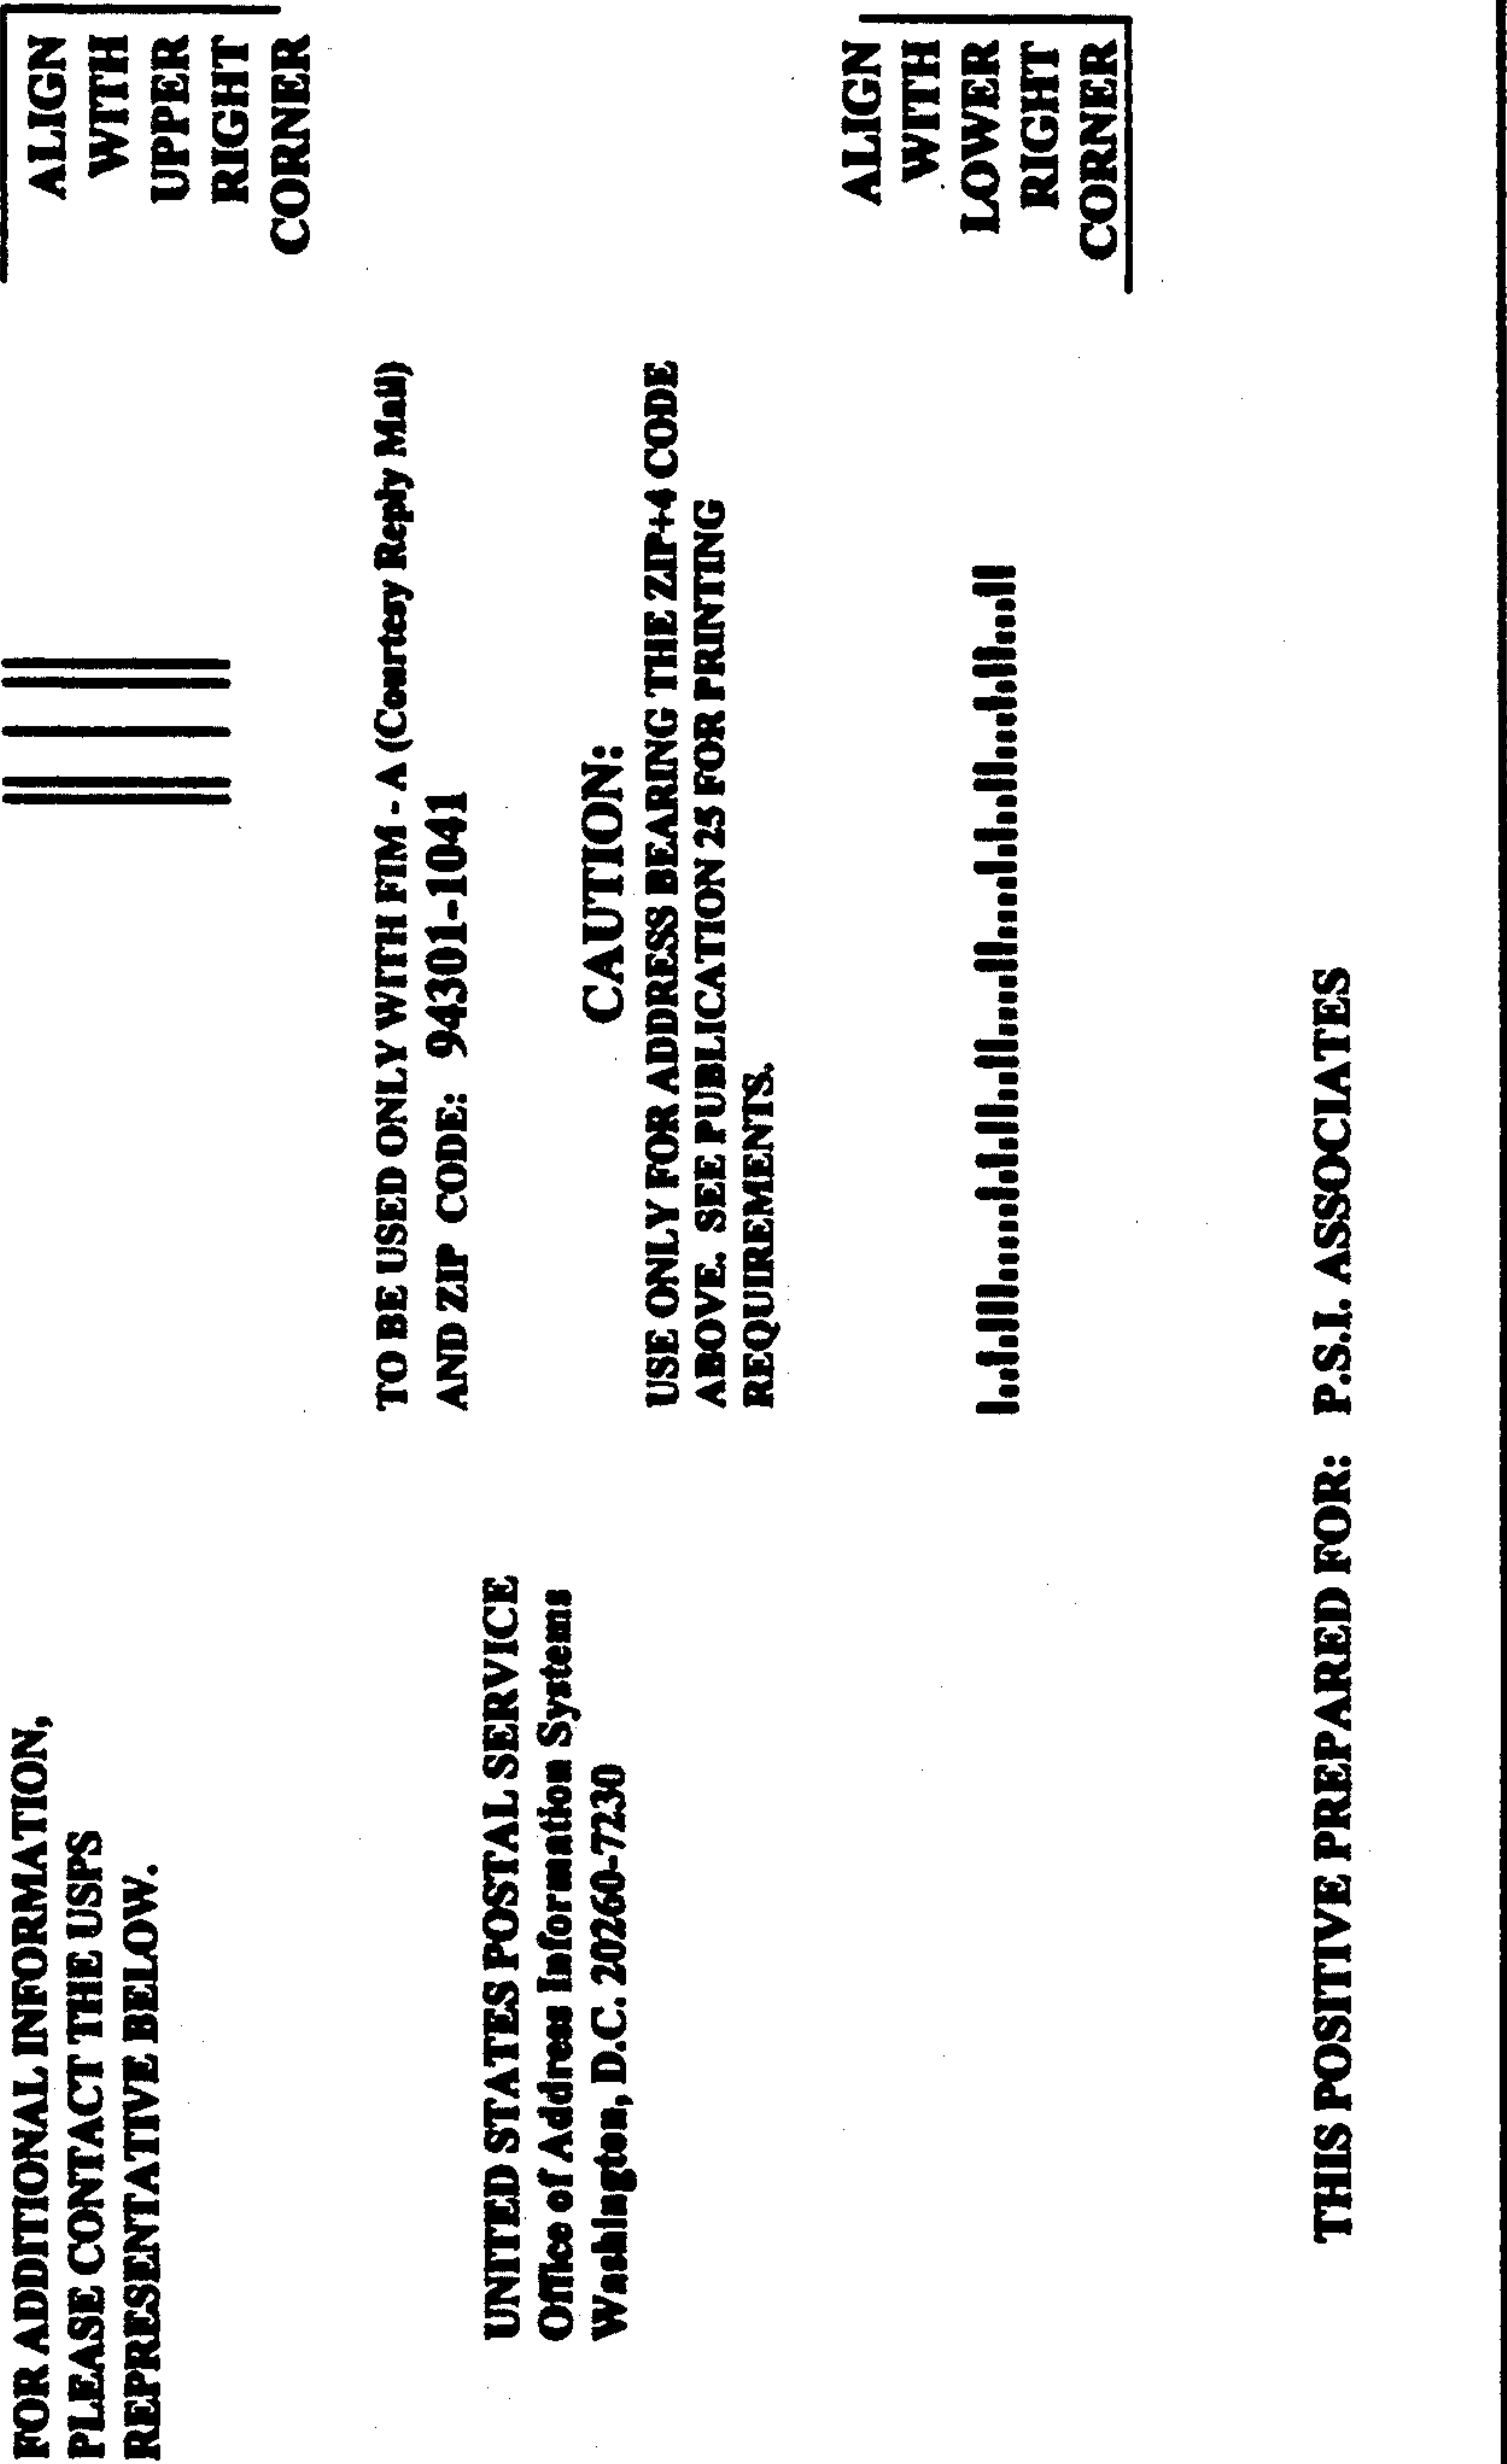 FOR ADDITIONAL INFORMATION,
PLEASE CONTACT THE USPS
REPRESENTATIVE BELOW.
UNITED STATES POSTAL SERVICE
Office of Address Information Systems
Washington, D.C. 20260-7230
ALIGN
WITH
UPPER
RIGHT
CORNER
TO BE USED ONLY WITH FIM - A (Courtesy Reply Mail)
AND ZIP CODE: 94301-1041
CAUTION:
USE ONLY FOR ADDRESS BEARING THE ZIP+4 CODE
ABOVE. SEE PUBLICATION 25 FOR PRINTING
REQUIREMENTS.
ALIGN
WITH
LOWER
RIGHT
CORNER
THIS POSITIVE PREPARED FOR: P.S.I. ASSOCIATES